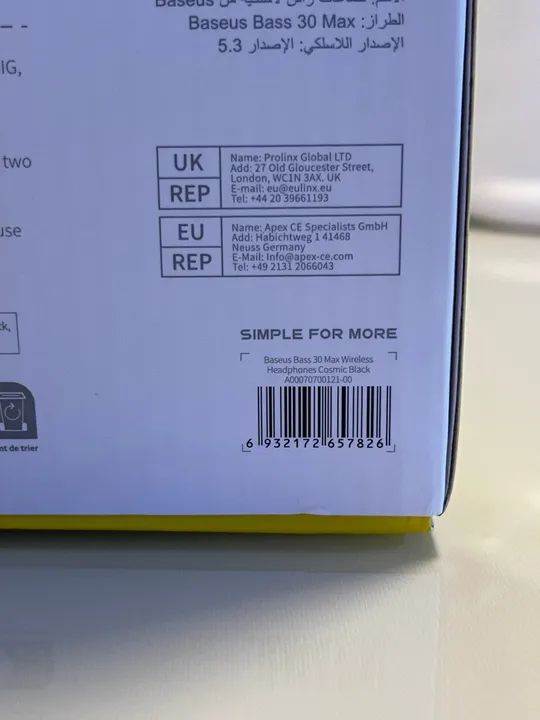 Baseus
الطراز: Baseus Bass 30 Max
الإصدار اللاسلكي: الإصدار 5.3
IG,
two
use
UK
REP
Name: Prolinx Global LTD
Add: 27 Old Gloucester Street,
London, WC1N 3AX. UK
E-mail: eu@eulinx.eu
Tel: +44 20 39661193
EU
REP
Name: Apex CE Specialists GmbH
Add: Habichtweg 1 41468
Neuss Germany
E-Mail: Info@apex-ce.com
Tel: +49 2131 2066043
SIMPLE FOR MORE
Baseus Bass 30 Max Wireless
Headphones Cosmic Black
A00070700121-00
6 932172 657826
nt de trier